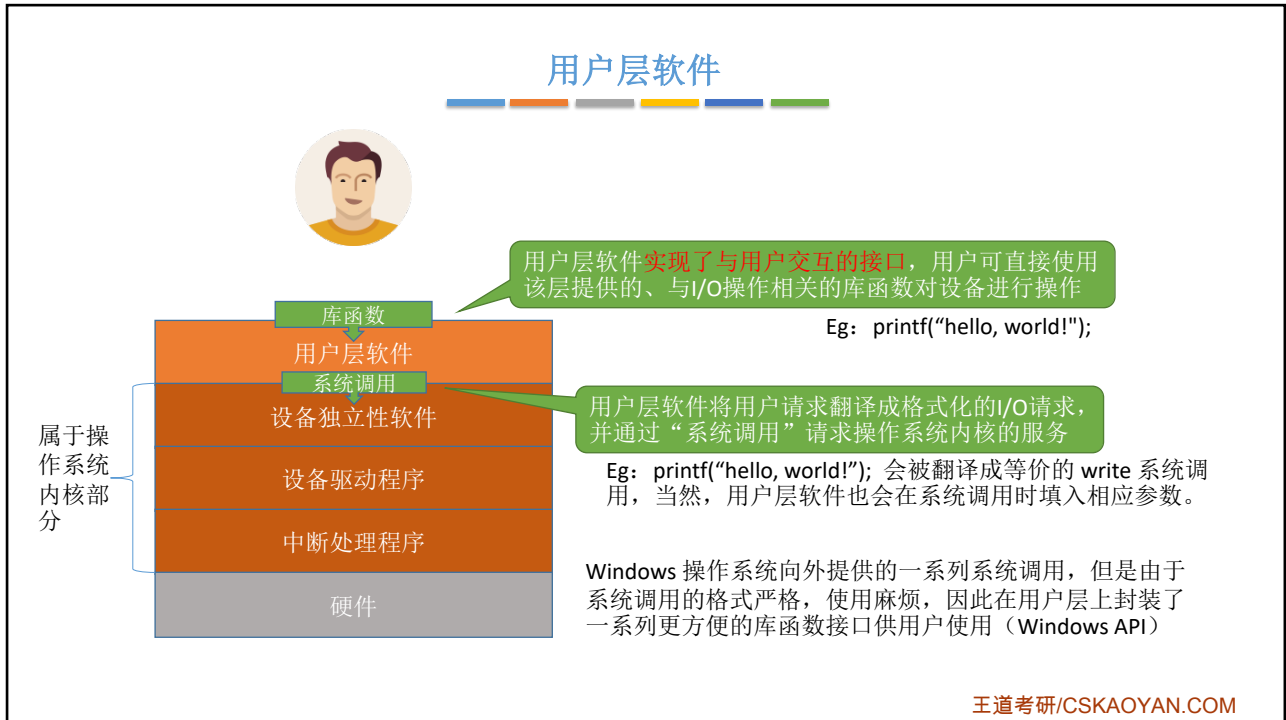 用户层软件
用户层软件实现了与用户交互的接口，用户可直接使用
该层提供的、与I/O操作相关的库函数对设备进行操作
库函数
Eg：printf(“hello, world!");
用户层软件
系统调用
设备独立性软件
用户层软件将用户请求翻译成格式化的I/O请求，
并通过“系统调用”请求操作系统内核的服务
属于操
作系统
内核部
分
设备驱动程序
Eg：printf(“hello, world!”); 会被翻译成等价的 write 系统调
用，当然，用户层软件也会在系统调用时填入相应参数。
中断处理程序
硬件
Windows 操作系统向外提供的一系列系统调用，但是由于
系统调用的格式严格，使用麻烦，因此在用户层上封装了
一系列更方便的库函数接口供用户使用（Windows API）
王道考研/CSKAOYAN.COM